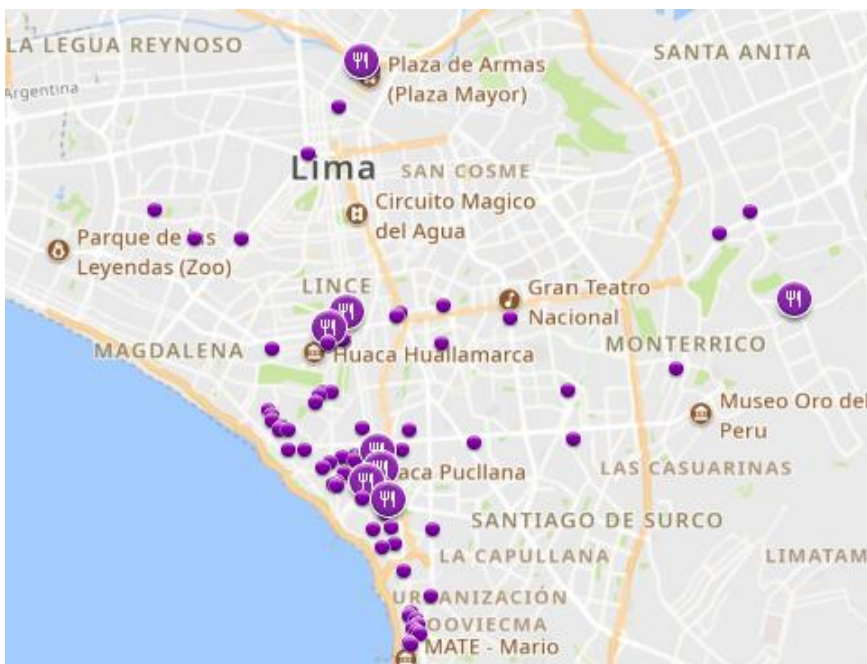 LA LEGUA REYNOSO
SANTA ANITA
Plaza de Armas
(Plaza Mayor)
Argentina
Lima
SAN COSME
Circuito Magico
del Agua
Parque de las
Leyendas (Zoo)
LINCE
Gran Teatro
Nacional
MAGDALENA
Huaca Huallamarca
MONTERRICO
Museo Oro del
Peru
LAS CASUARINAS
aca Pucllana
SANTIAGO DE SURCO
LA CAPULLANA
LIMATAM
URBANIZACIÓN
OOVIECMA
MATE - Mario